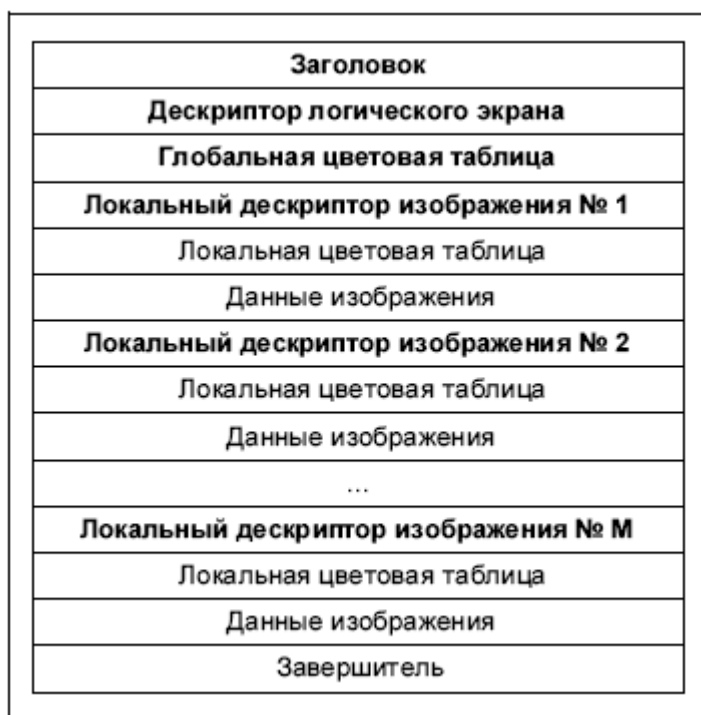 Заголовок
Дескриптор логического экрана
Глобальная цветовая таблица
Локальный дескриптор изображения № 1
Локальная цветовая таблица
Данные изображения
Локальный дескриптор изображения № 2
Локальная цветовая таблица
Данные изображения
...
Локальный дескриптор изображения № М
Локальная цветовая таблица
Данные изображения
Завершитель